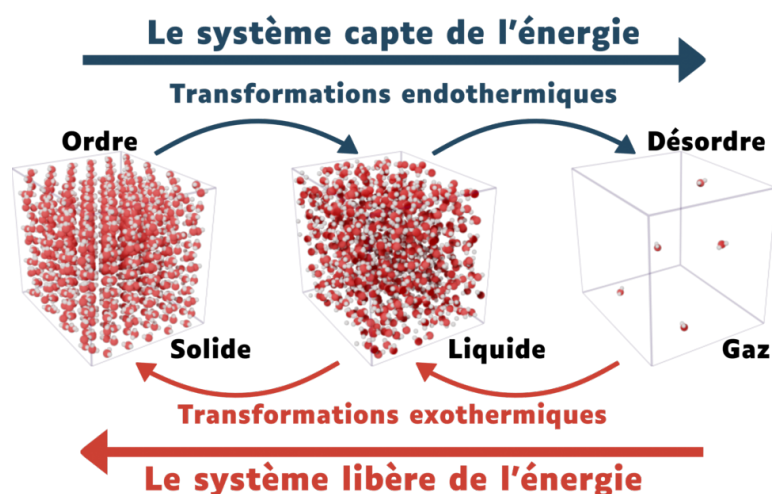 Le système capte de l'énergie
Transformations endothermiques
Ordre
Désordre
Solide
Liquide
Gaz
Transformations exothermiques
Le système libère de l'énergie